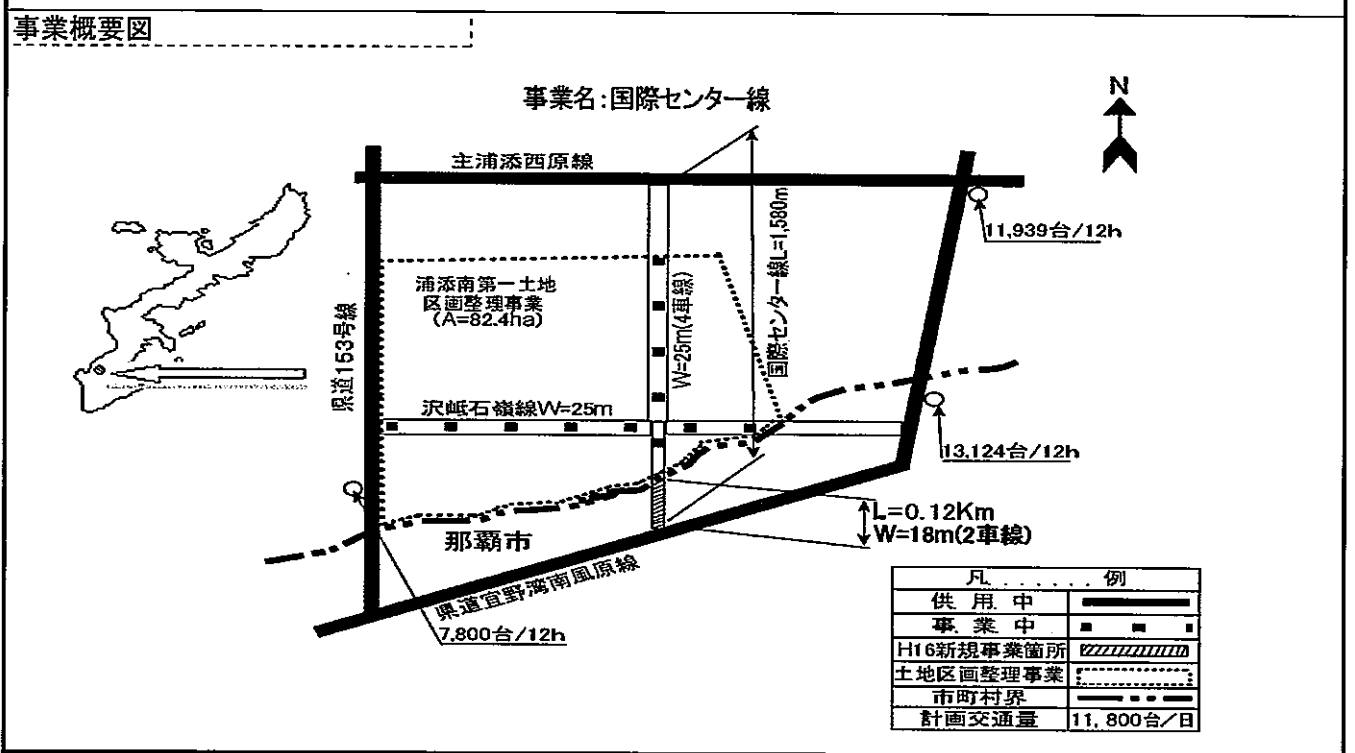 事業概要図
事業名:国際センター線
N
主浦添西原線
11,939台/12h
浦添南第一土地
区画整理事業
(A=82.4ha)
県道153号線
W=25m(4車線)
国際センター線L=1,580m
沢岻石嶺線W=25m
13,124台/12h
L=0.12Km
W=18m(2車線)
那覇市
県道宜野湾南風原線
7,800台/12h
凡......例
供用中
事業中
H16新規事業箇所
土地区画整理事業
市町村界
計画交通量 11,800台/日